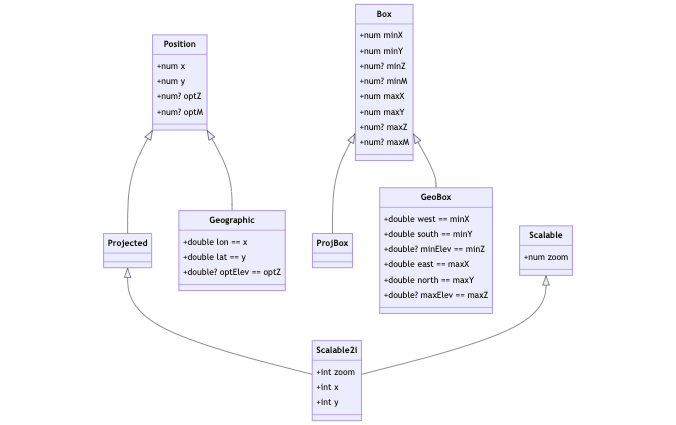 Box
+num minX
+num minY
+num? minZ
+num? minM
+num maxX
+num maxY
+num? maxZ
+num? maxM
Position
+num x
+num y
+num? optZ
+num? optM
GeoBox
+double west == minX
+double south == minY
+double? minElev == minZ
+double east == maxX
+double north == maxY
+double? maxElev == maxZ
Geographic
+double lon == x
+double lat == y
+double? optElev == optZ
Projected
ProjBox
Scalable
+num zoom
Scalable2i
+int zoom
+int x
+int y